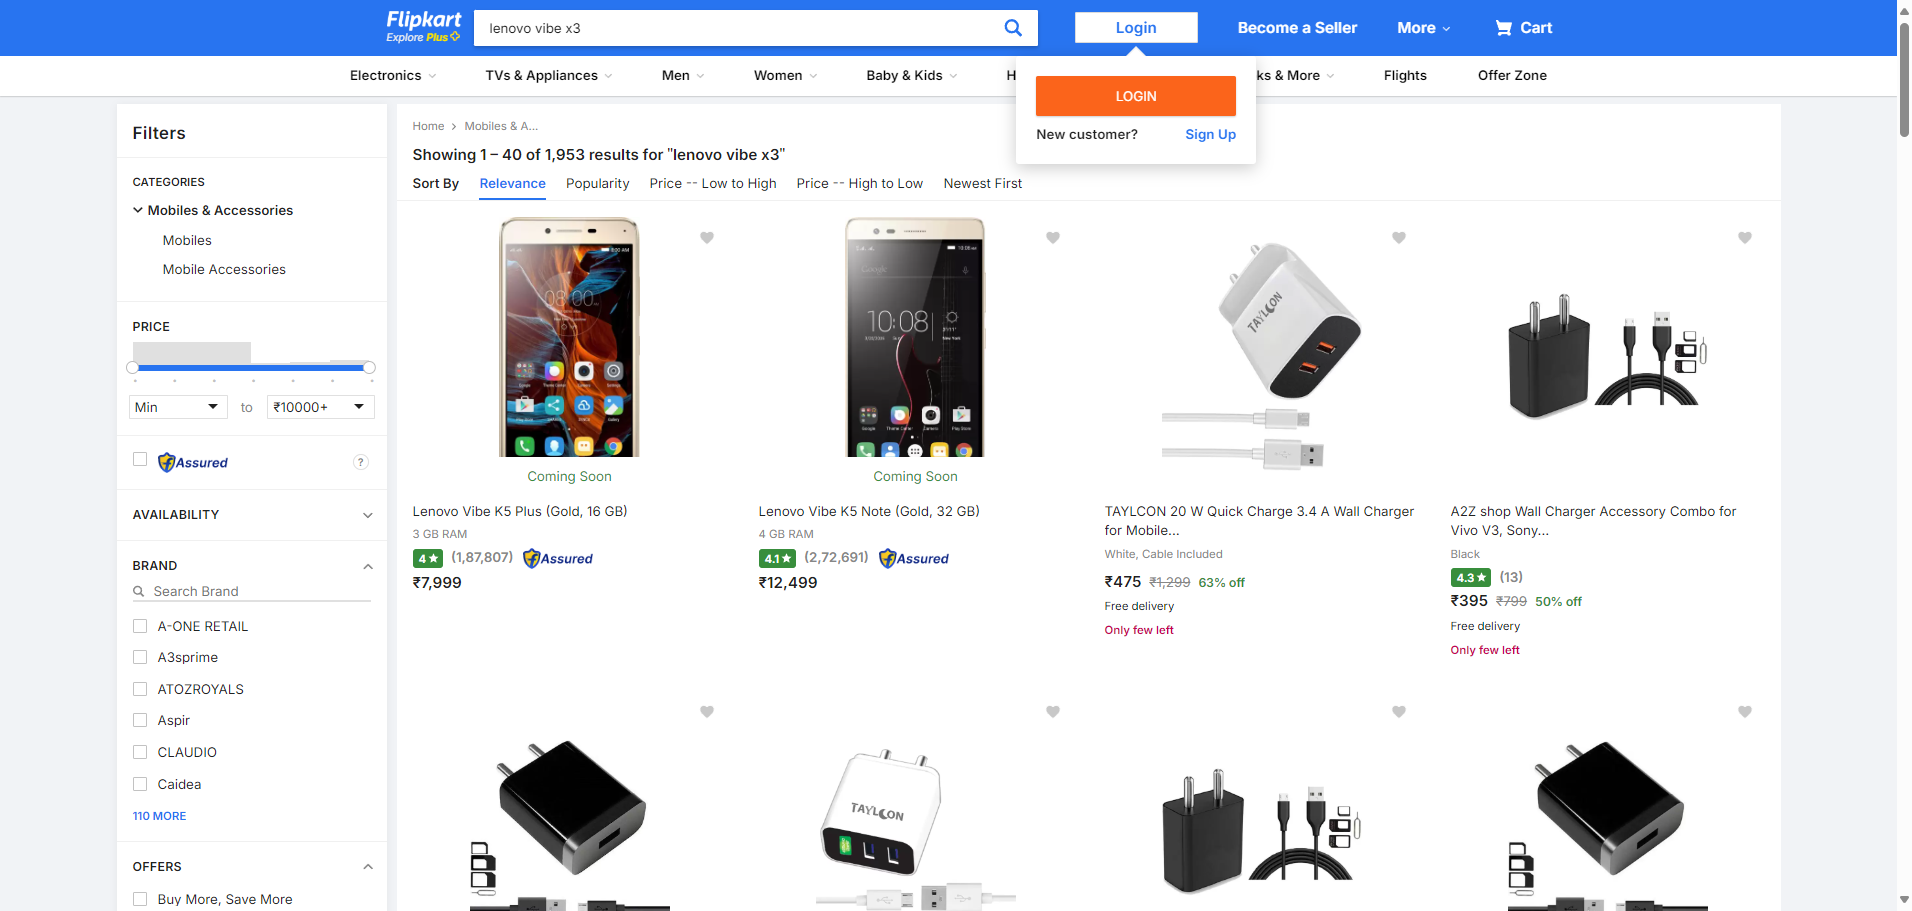 Flipkart
Explore Plus
lenovo vibe x3
Login
Become a Seller
More
Cart
Electronics
TVs & Appliances
Men
Women
Baby & Kids
H
ks & More
Flights
Offer Zone
LOGIN
New customer?
Sign Up
Filters
CATEGORIES
Mobiles & Accessories
Mobiles
Mobile Accessories
PRICE
Min
to
₹10000+
Assured
?
AVAILABILITY
BRAND
Search Brand
A-ONE RETAIL
A3sprime
ATOZROYALS
Aspir
CLAUDIO
Caidea
110 MORE
OFFERS
Buy More, Save More
Home
Mobiles & A...
Showing 1 – 40 of 1,953 results for "lenovo vibe x3"
Sort By
Relevance
Popularity
Price -- Low to High
Price -- High to Low
Newest First
Coming Soon
Lenovo Vibe K5 Plus (Gold, 16 GB)
3 GB RAM
4
(1,87,807)
Assured
₹7,999
10:08
Coming Soon
Lenovo Vibe K5 Note (Gold, 32 GB)
4 GB RAM
4.1
(2,72,691)
Assured
₹12,499
TAYLCON
TAYLCON 20 W Quick Charge 3.4 A Wall Charger
for Mobile...
White, Cable Included
₹475 ₹1,299 63% off
Free delivery
Only few left
A2Z shop Wall Charger Accessory Combo for
Vivo V3, Sony...
Black
4.3
(13)
₹395 ₹799 50% off
Free delivery
Only few left
TAYLCON